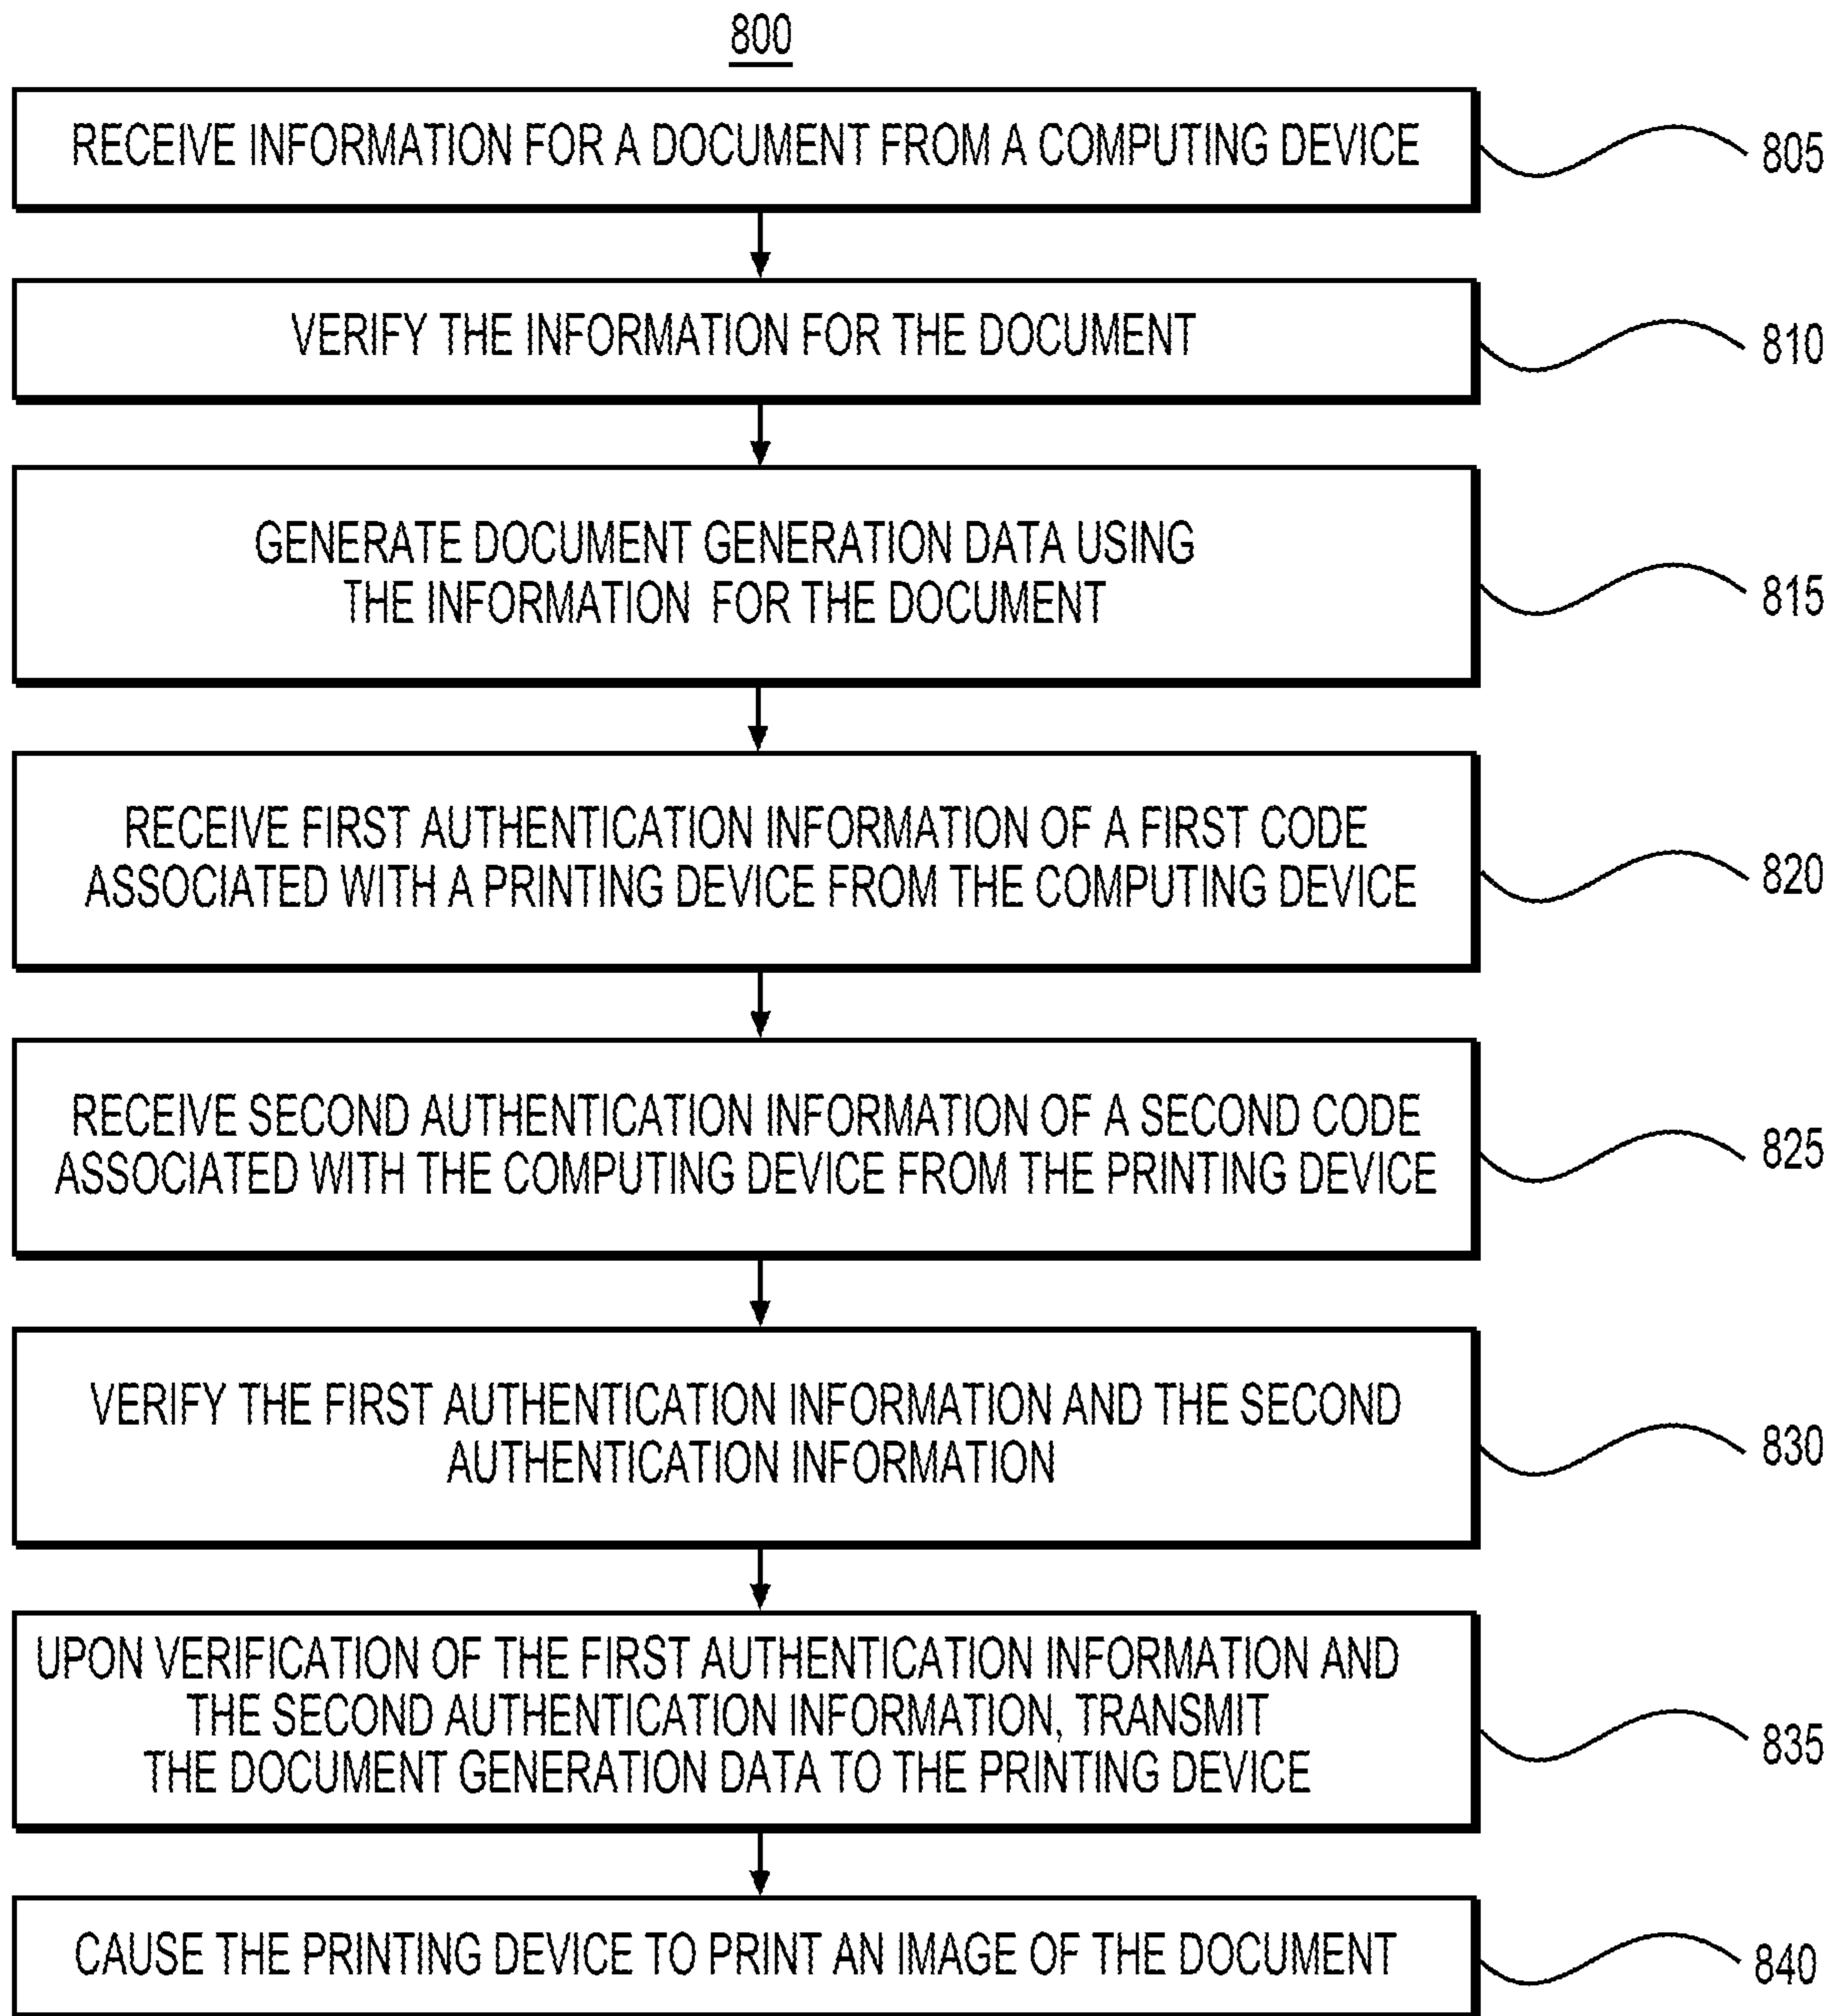 800
RECEIVE INFORMATION FOR A DOCUMENT FROM A COMPUTING DEVICE
805
VERIFY THE INFORMATION FOR THE DOCUMENT
810
GENERATE DOCUMENT GENERATION DATA USING
THE INFORMATION FOR THE DOCUMENT
815
RECEIVE FIRST AUTHENTICATION INFORMATION OF A FIRST CODE
ASSOCIATED WITH A PRINTING DEVICE FROM THE COMPUTING DEVICE
820
RECEIVE SECOND AUTHENTICATION INFORMATION OF A SECOND CODE
ASSOCIATED WITH THE COMPUTING DEVICE FROM THE PRINTING DEVICE
825
VERIFY THE FIRST AUTHENTICATION INFORMATION AND THE SECOND
AUTHENTICATION INFORMATION
830
UPON VERIFICATION OF THE FIRST AUTHENTICATION INFORMATION AND
THE SECOND AUTHENTICATION INFORMATION, TRANSMIT
THE DOCUMENT GENERATION DATA TO THE PRINTING DEVICE
835
CAUSE THE PRINTING DEVICE TO PRINT AN IMAGE OF THE DOCUMENT
840